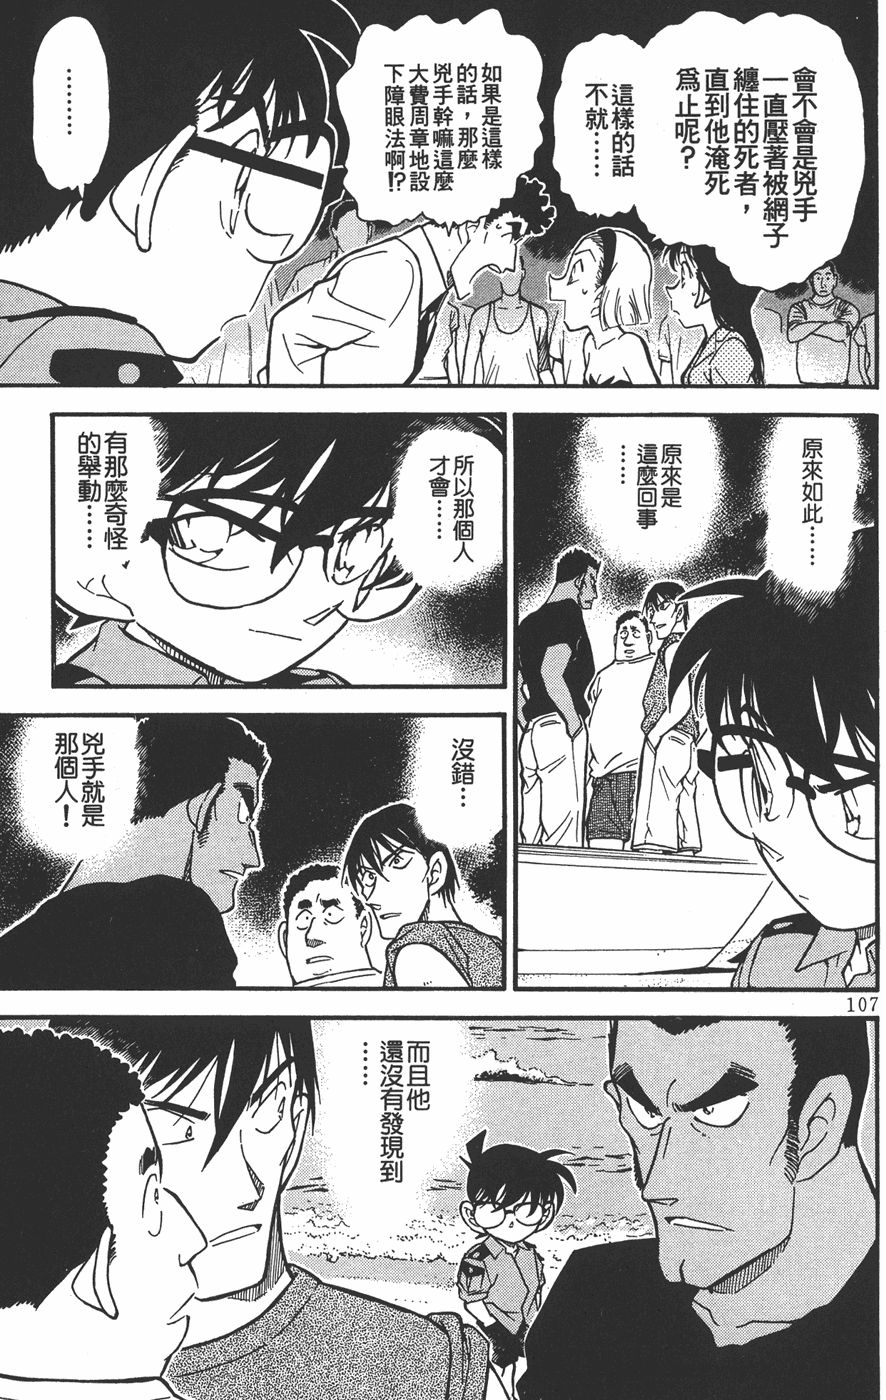 會不會是兇手
一直壓著被網子
纏住的死者，
直到他淹死
為止呢？
這樣的話
不就……
如果是這樣
的話，那麼
兇手幹嘛這麼
大費周章地設
下障眼法啊!?
………
原來如此……
原來是
這麼回事
……
所以那個人
才會……
有那麼奇怪
的舉動……
沒錯…
兇手就是
那個人！
107
而且他
還沒有發現到
……